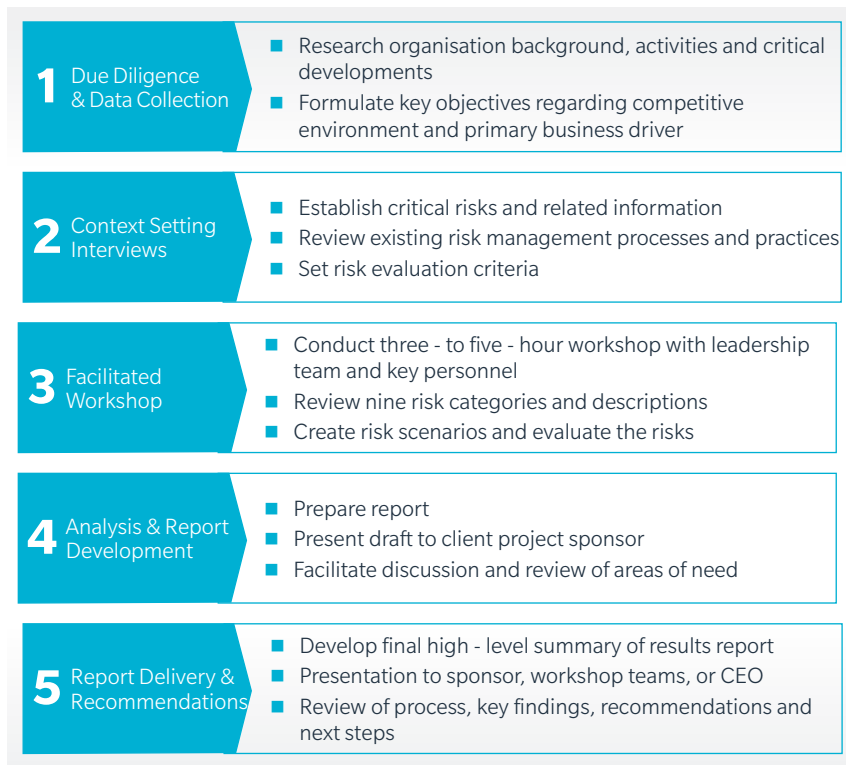 1 Due Diligence
& Data Collection
■ Research organisation background, activities and critical
developments
■ Formulate key objectives regarding competitive
environment and primary business driver
2 Context Setting
Interviews
■ Establish critical risks and related information
■ Review existing risk management processes and practices
■ Set risk evaluation criteria
3 Facilitated
Workshop
■ Conduct three - to five - hour workshop with leadership
team and key personnel
■ Review nine risk categories and descriptions
■ Create risk scenarios and evaluate the risks
4 Analysis & Report
Development
■ Prepare report
■ Present draft to client project sponsor
■ Facilitate discussion and review of areas of need
5 Report Delivery &
Recommendations
■ Develop final high - level summary of results report
■ Presentation to sponsor, workshop teams, or CEO
■ Review of process, key findings, recommendations and
next steps